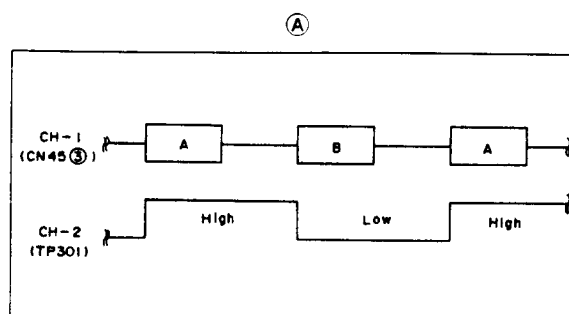 Ⓐ
CH-1
(CN45③)
A B A
High Low High
CH-2
(TP301)